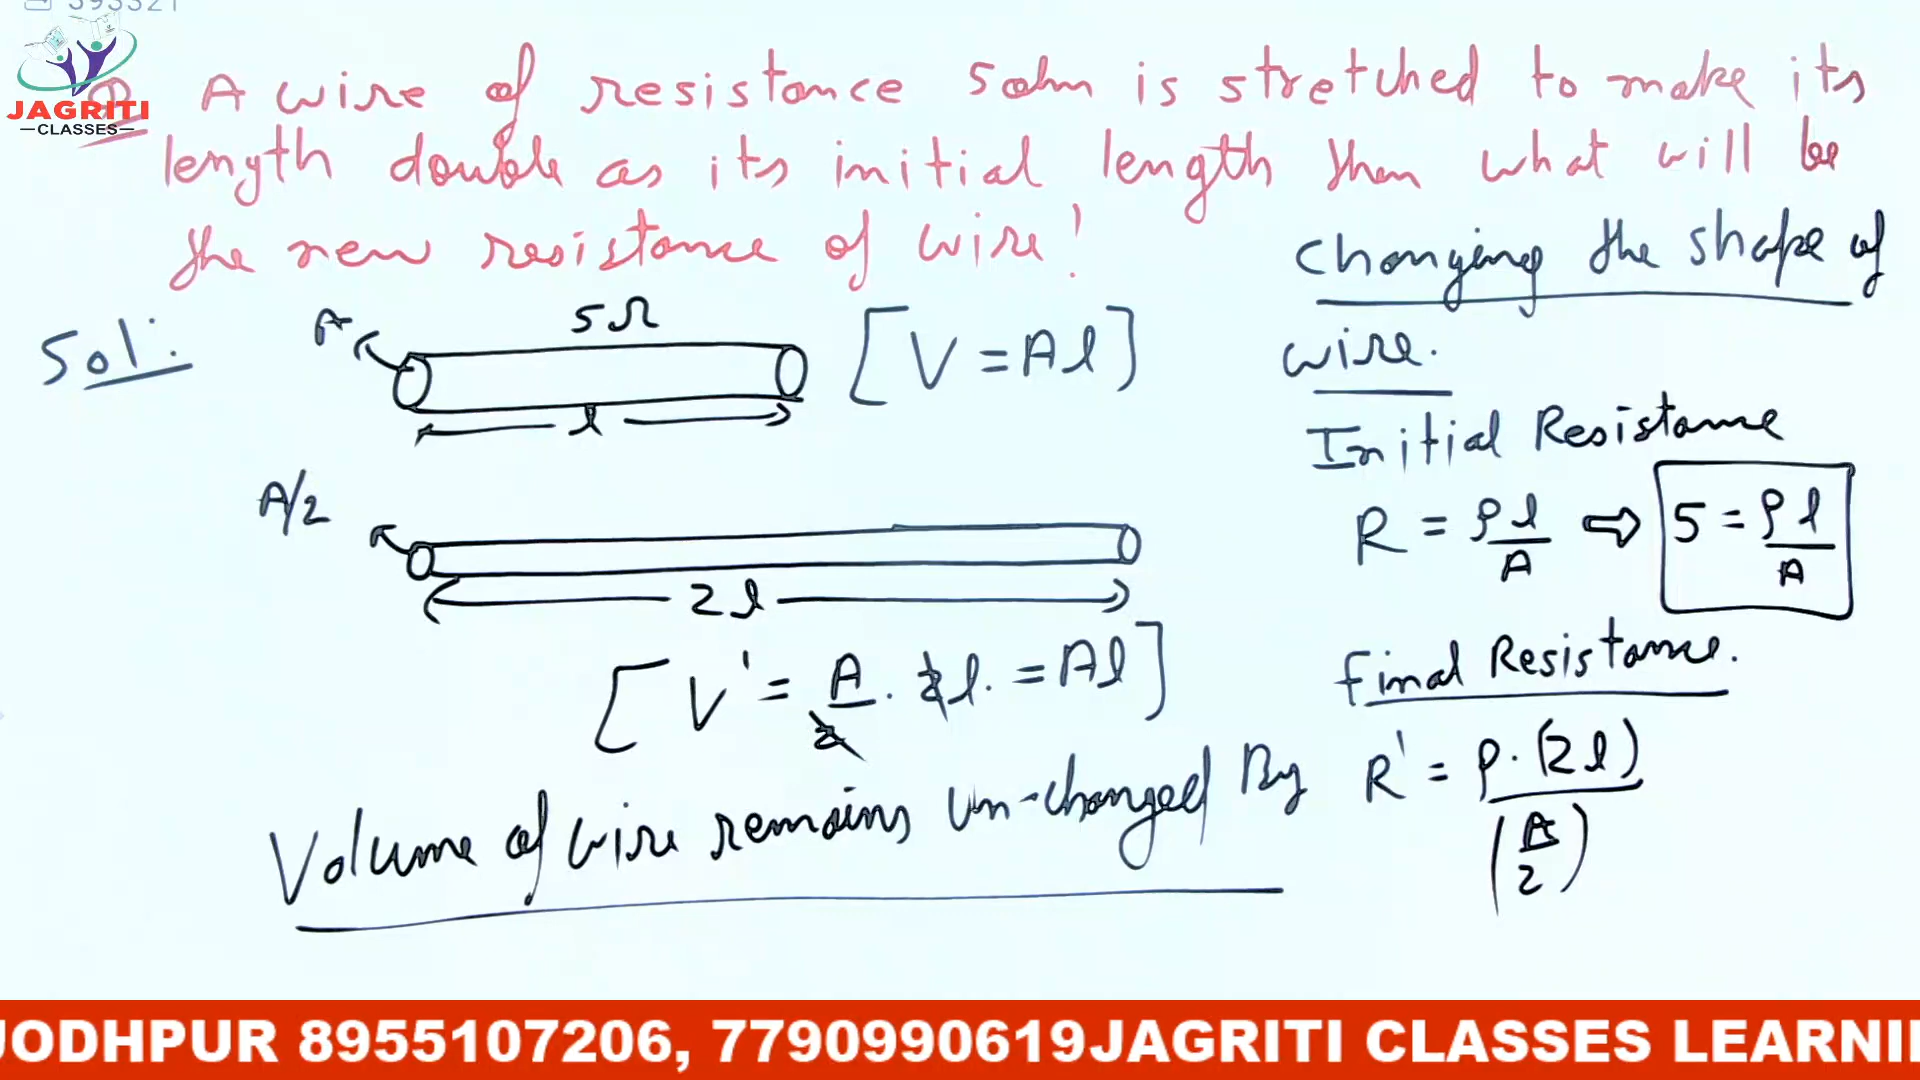 393321
JAGRITI
CLASSES
Q A wire of resistance 5 ohm is stretched to make its
length double as its initial length then what will be
the new resistance of wire!
changing the shape of
wire.
Sol:
A
5Ω
l
[V = Al]
A/2
2l
[V' = A/2 . 2l. = Al]
Volume of wire remains un-changed By
Initial Resistance
R = ρl/A ⇒ 5 = ρl/A
final Resistance.
R' = ρ.(2l)/(A/2)
JODHPUR 8955107206, 7790990619JAGRITI CLASSES LEARNI